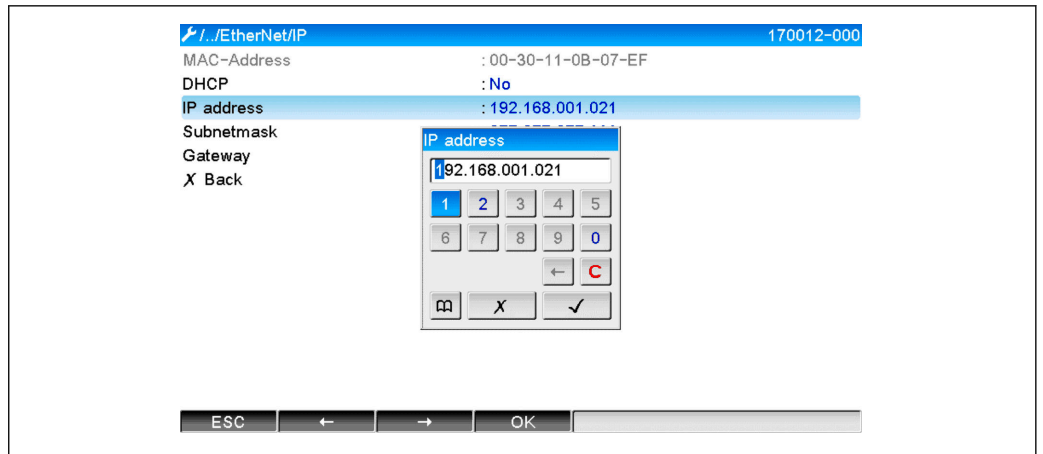 /../EtherNet/IP 170012-000
MAC-Address : 00-30-11-0B-07-EF
DHCP : No
IP address : 192.168.001.021
Subnetmask
Gateway
X Back
IP address
192.168.001.021
1 2 3 4 5
6 7 8 9 0
← C
X ✓
ESC ← → OK